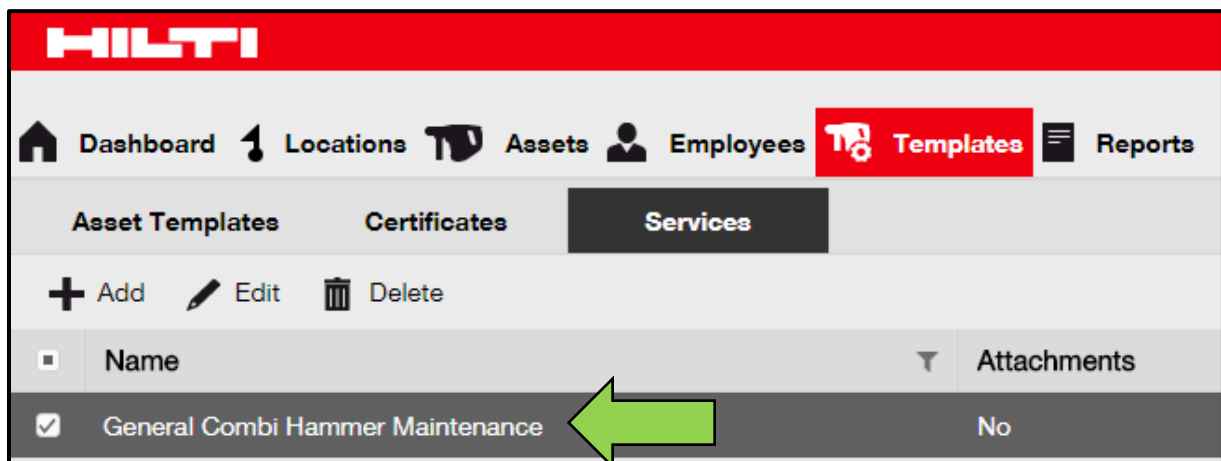 HILTI
Dashboard Locations Assets Employees Templates Reports
Asset Templates Certificates Services
Add Edit Delete
Name Attachments
General Combi Hammer Maintenance No